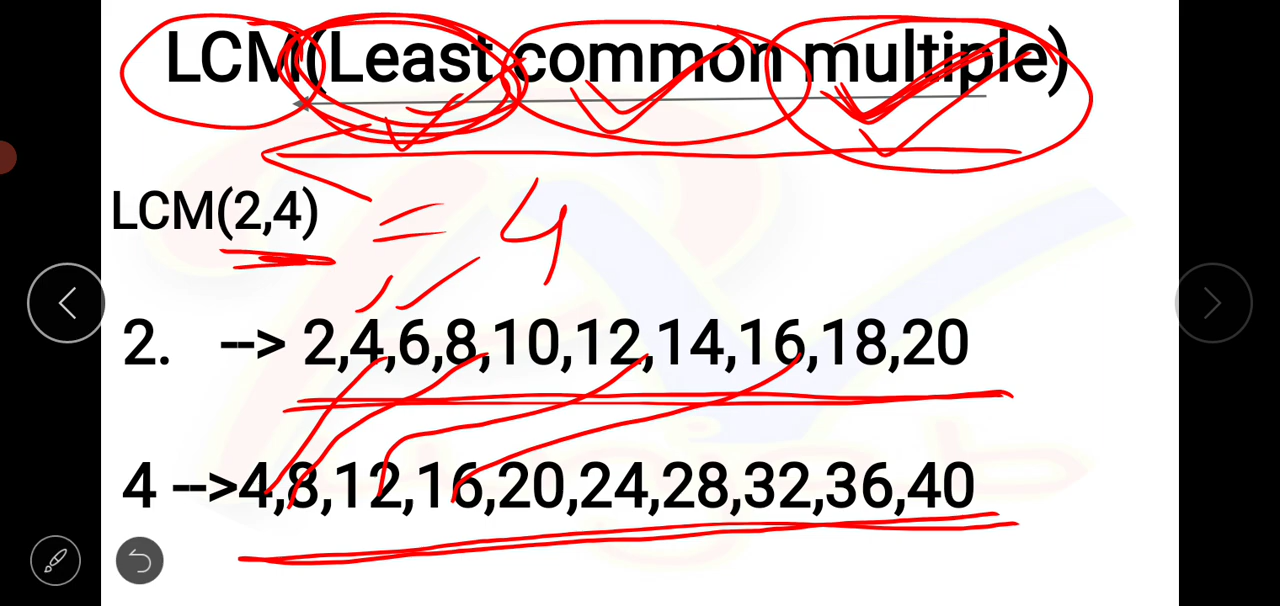 LCM(Least common multiple)
LCM(2,4) = 4
2. --> 2,4,6,8,10,12,14,16,18,20
4 -->4,8,12,16,20,24,28,32,36,40